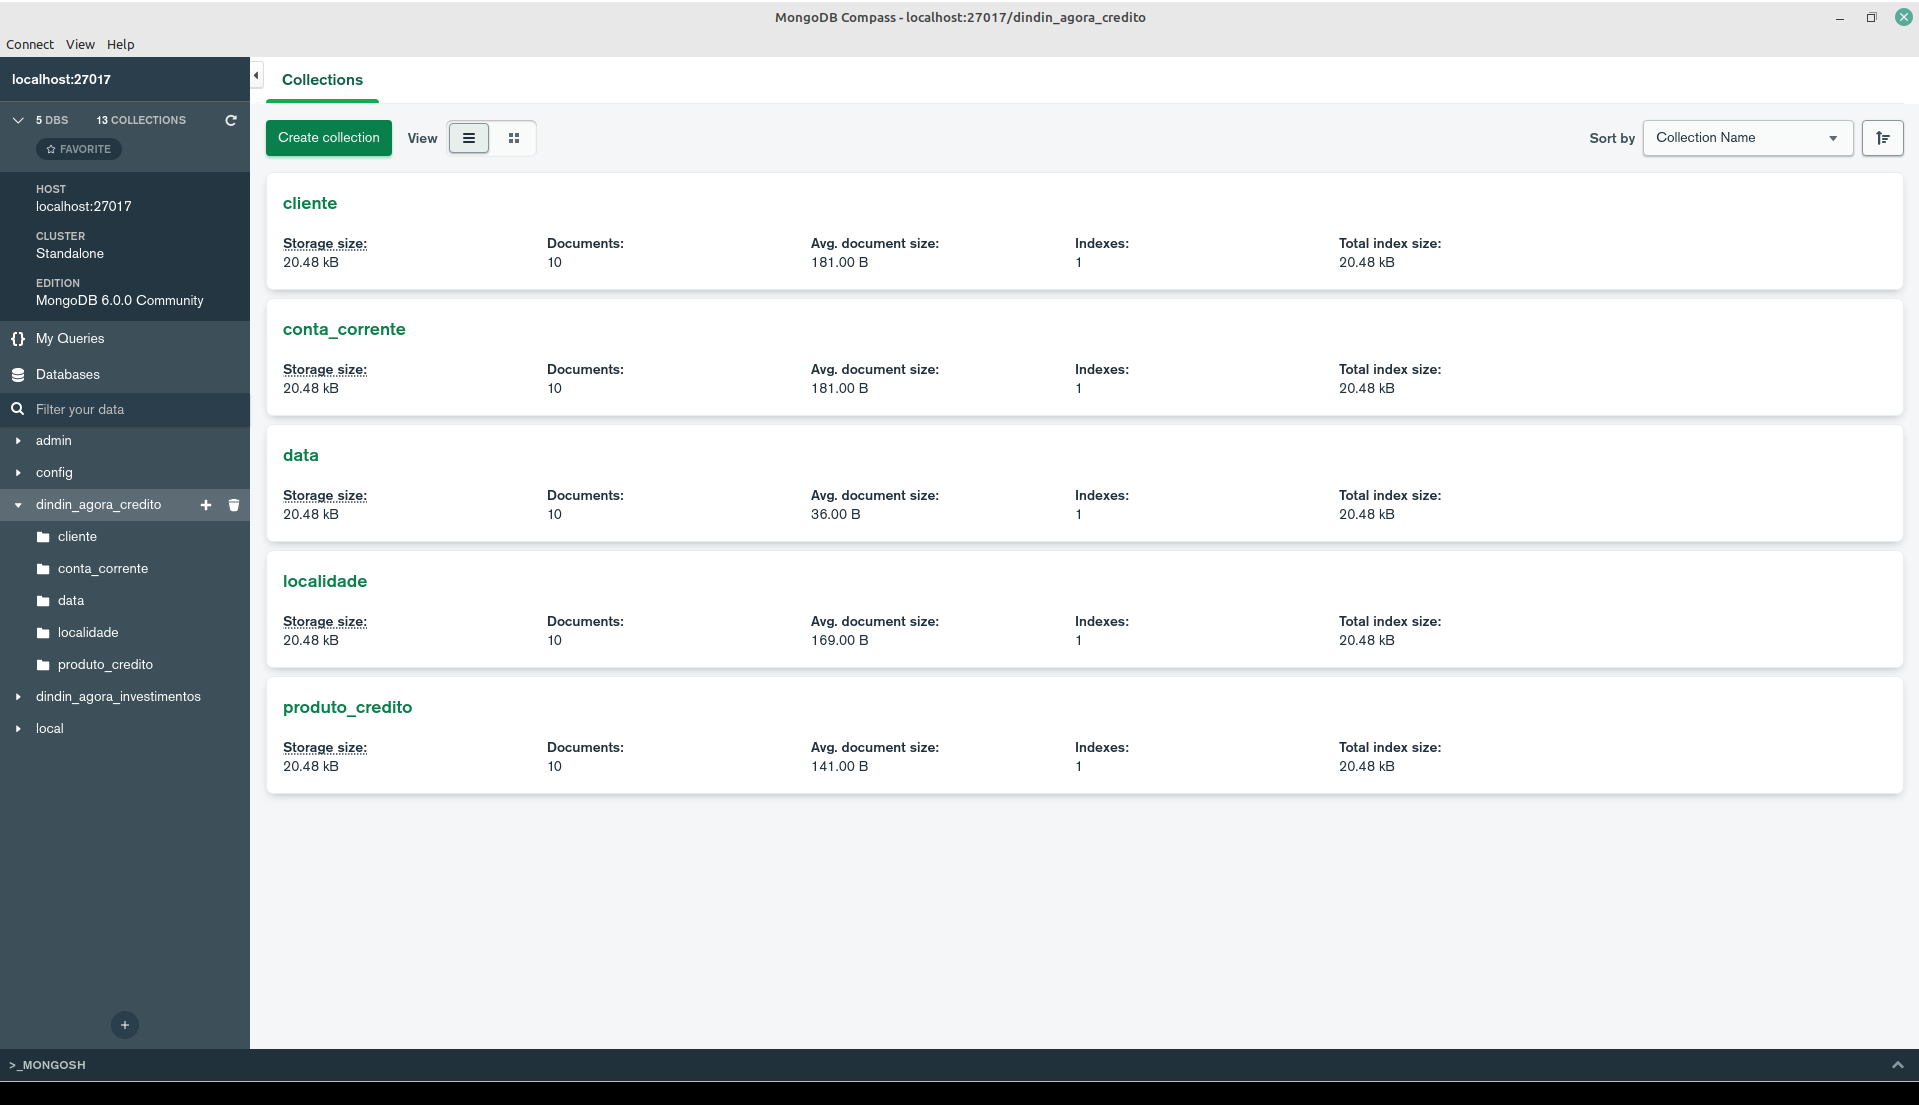 MongoDB Compass - localhost:27017/dindin_agora_credito
Connect View Help
localhost:27017
5 DBS 13 COLLECTIONS
FAVORITE
HOST
localhost:27017
CLUSTER
Standalone
EDITION
MongoDB 6.0.0 Community
{} My Queries
Databases
Filter your data
admin
config
dindin_agora_credito
cliente
conta_corrente
data
localidade
produto_credito
dindin_agora_investimentos
local
Collections
Create collection View Sort by Collection Name
cliente
Storage size: Documents: Avg. document size: Indexes: Total index size:
20.48 kB 10 181.00 B 1 20.48 kB
conta_corrente
Storage size: Documents: Avg. document size: Indexes: Total index size:
20.48 kB 10 181.00 B 1 20.48 kB
data
Storage size: Documents: Avg. document size: Indexes: Total index size:
20.48 kB 10 36.00 B 1 20.48 kB
localidade
Storage size: Documents: Avg. document size: Indexes: Total index size:
20.48 kB 10 169.00 B 1 20.48 kB
produto_credito
Storage size: Documents: Avg. document size: Indexes: Total index size:
20.48 kB 10 141.00 B 1 20.48 kB
>_MONGOSH